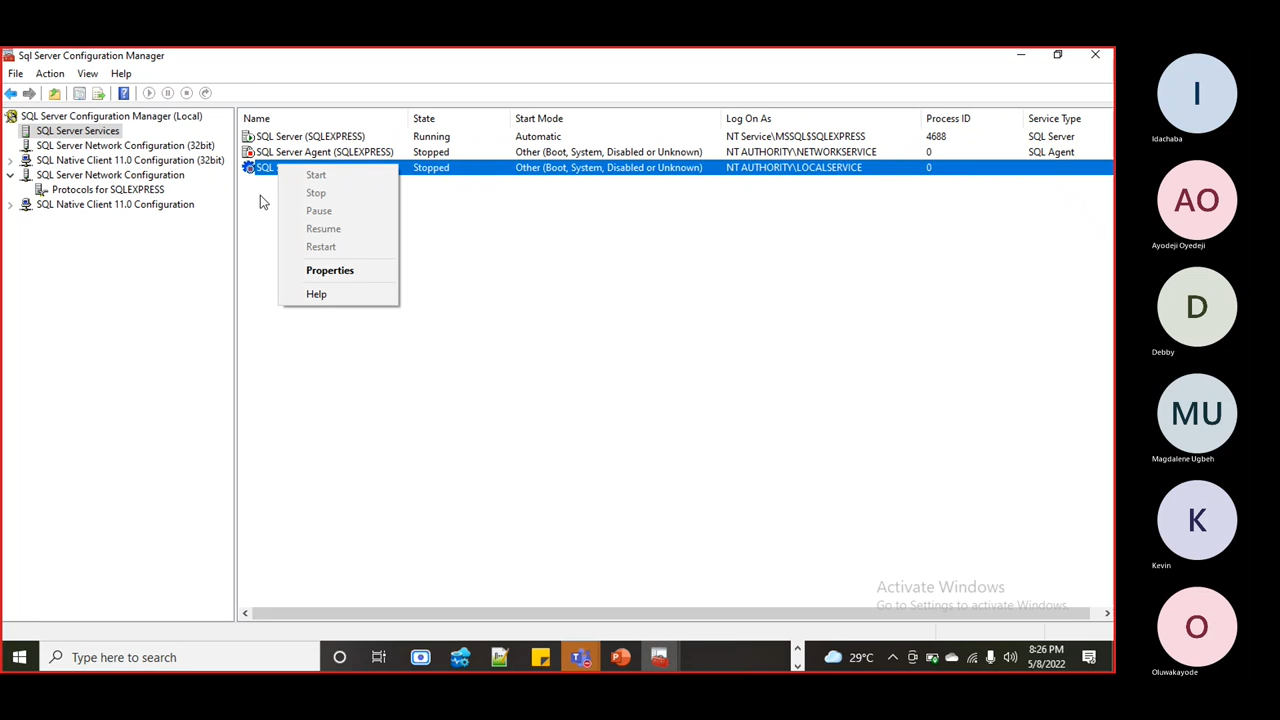 Sql Server Configuration Manager
File Action View Help
SQL Server Configuration Manager (Local)
SQL Server Services
SQL Server Network Configuration (32bit)
SQL Native Client 11.0 Configuration (32bit)
SQL Server Network Configuration
Protocols for SQLEXPRESS
SQL Native Client 11.0 Configuration
Name State Start Mode Log On As Process ID Service Type
SQL Server (SQLEXPRESS) Running Automatic NT Service\MSSQL$SQLEXPRESS 4688 SQL Server
SQL Server Agent (SQLEXPRESS) Stopped Other (Boot, System, Disabled or Unknown) NT AUTHORITY\NETWORKSERVICE 0 SQL Agent
SQL Stopped Other (Boot, System, Disabled or Unknown) NT AUTHORITY\LOCALSERVICE 0
Start
Stop
Pause
Resume
Restart
Properties
Help
Activate Windows
Go to Settings to activate Windows.
Type here to search
29°C
8:26 PM
5/8/2022
I
Idachaba
AO
Ayodeji Oyedeji
D
Debby
MU
Magdalene Ugbeh
K
Kevin
O
Oluwakayode